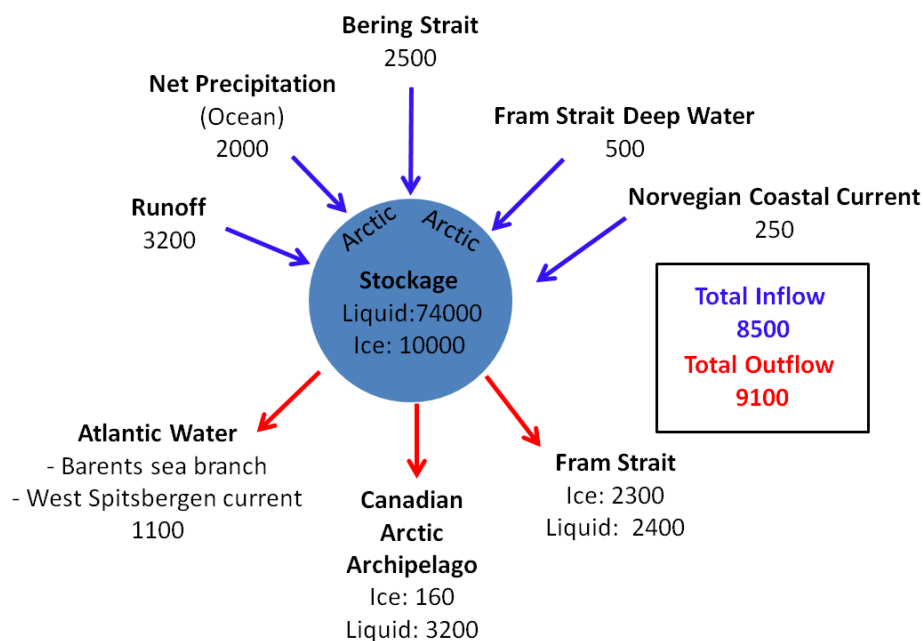 Bering Strait
2500
Net Precipitation
(Ocean)
2000
Fram Strait Deep Water
500
Runoff
3200
Norvegian Coastal Current
250
Arctic Arctic
Stockage
Liquid:74000
Ice: 10000
Total Inflow
8500
Total Outflow
9100
Atlantic Water
- Barents sea branch
- West Spitsbergen current
1100
Canadian
Arctic
Archipelago
Ice: 160
Liquid: 3200
Fram Strait
Ice: 2300
Liquid: 2400